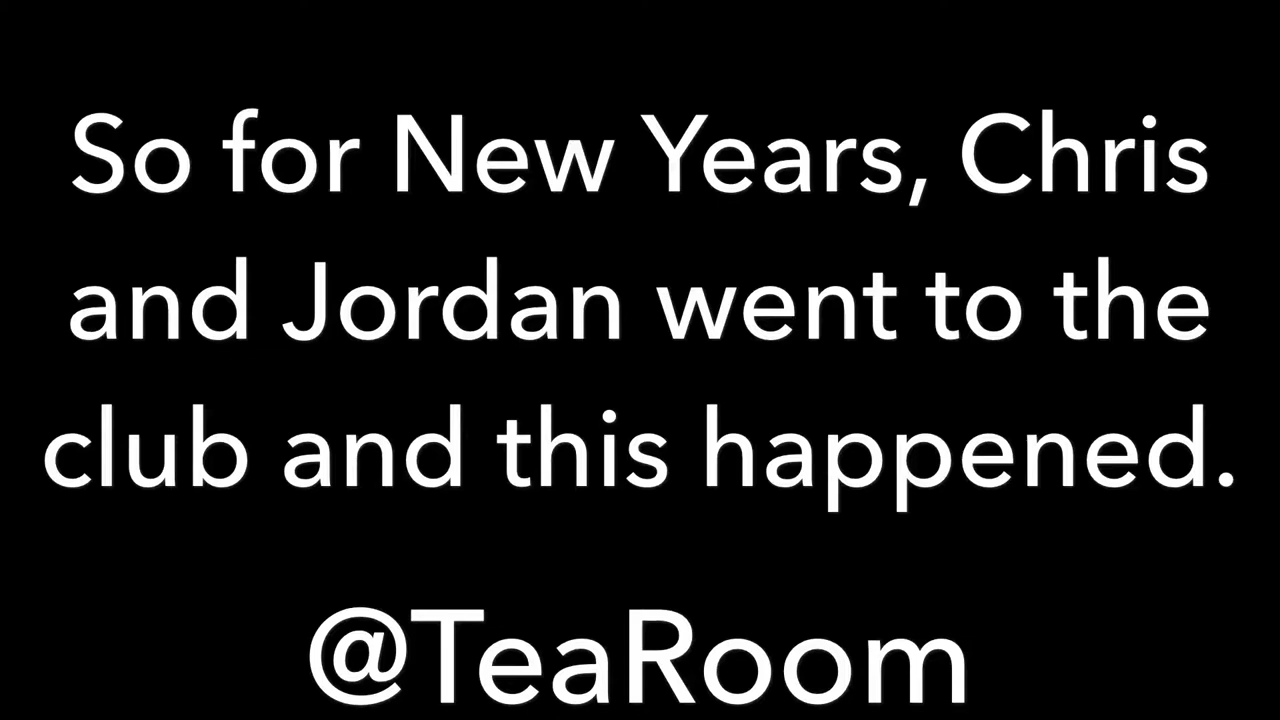 So for New Years, Chris
and Jordan went to the
club and this happened.
@TeaRoom